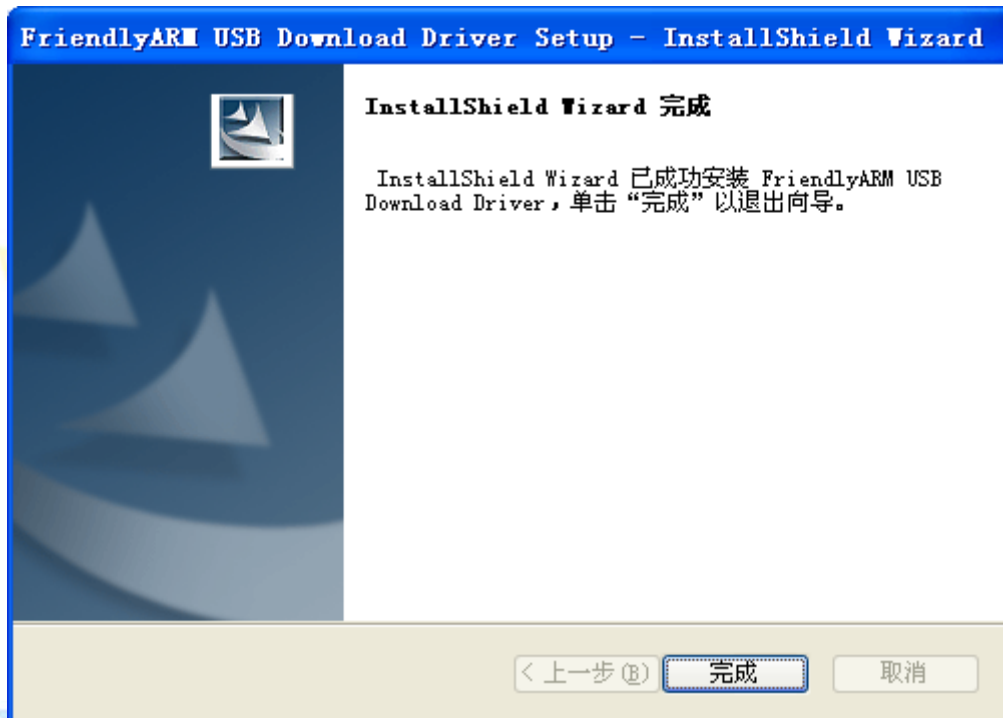 FriendlyARM USB Download Driver Setup - InstallShield Wizard
InstallShield Wizard 完成
InstallShield Wizard 已成功安装 FriendlyARM USB
Download Driver，单击“完成”以退出向导。
< 上一步(B)
完成
取消